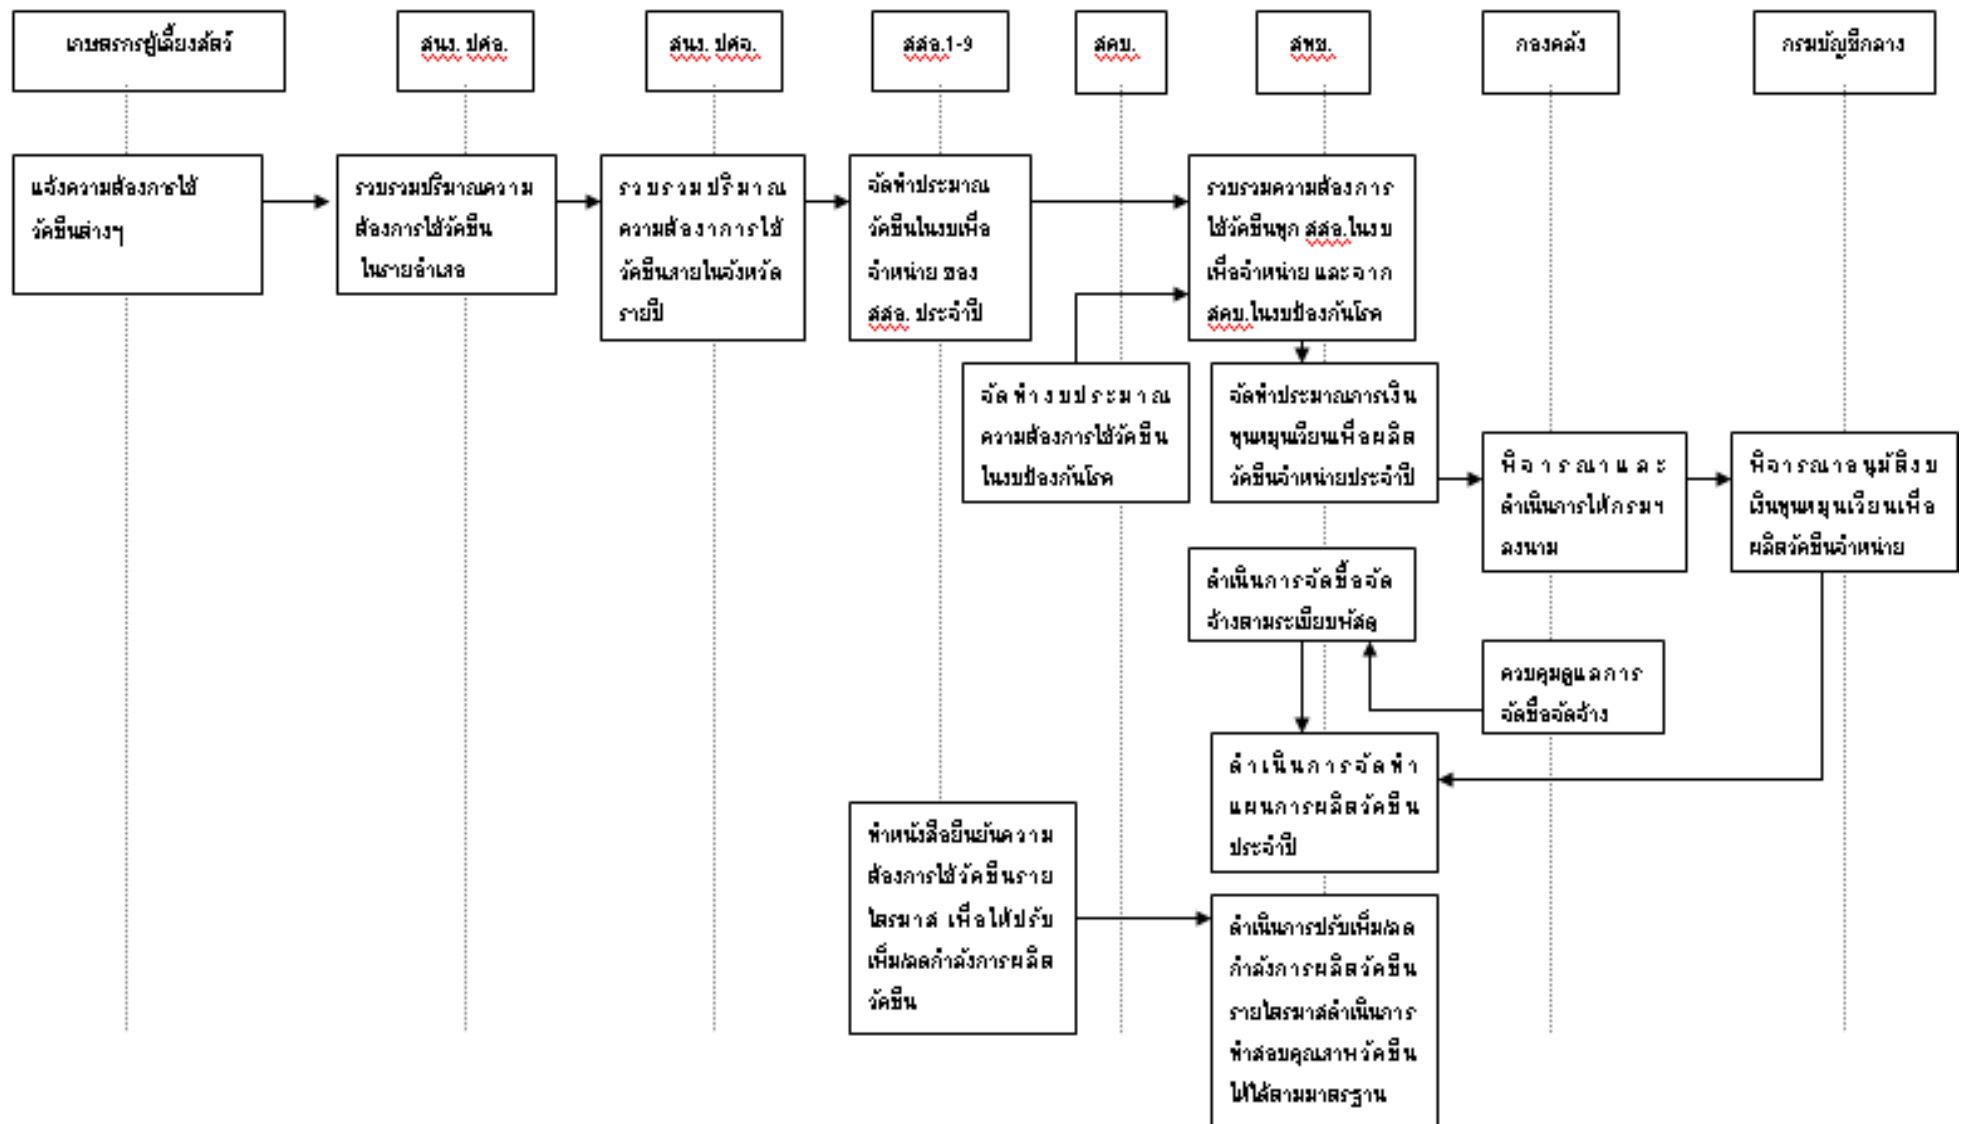 เกษตรกรผู้เลี้ยงสัตว์
สนง. ปศอ.
สนง. ปศจ.
สสอ.1-9
สคบ.
สทช.
กองคลัง
กรมบัญชีกลาง
แจ้งความต้องการใช้
วัคซีนต่างๆ
รวบรวมปริมาณความ
ต้องการใช้วัคซีน
ในรายอำเภอ
รวบรวมปริมาณ
ความต้องาการใช้
วัคซีนภายในจังหวัด
รายปี
จัดทำประมาณ
วัคซีนในงบเพื่อ
จำหน่าย ของ
สสอ. ประจำปี
รวบรวมความต้องการ
ใช้วัคซีนทุก สสอ.ในงบ
เพื่อจำหน่าย และจาก
สคบ.ในงบป้องกันโรค
จัดทำงบประมาณ
ความต้องการใช้วัคซีน
ในงบป้องกันโรค
จัดทำประมาณการเงิน
ทุนหมุนเวียนเพื่อผลิต
วัคซีนจำหน่ายประจำปี
พิจารณาและ
ดำเนินการให้กรมฯ
ลงนาม
พิจารณาอนุมัติงบ
เงินทุนหมุนเวียนเพื่อ
ผลิตวัคซีนจำหน่าย
ดำเนินการจัดซื้อจัด
จ้างตามระเบียบพัสดุ
ควบคุมดูแลการ
จัดซื้อจัดจ้าง
ดำเนินการจัดทำ
แผนการผลิตวัคซีน
ประจำปี
ทำหนังสือยืนยันความ
ต้องการใช้วัคซีนราย
ไตรมาส เพื่อให้ปรับ
เพิ่ม/ลดกำลังการผลิต
วัคซีน
ดำเนินการปรับเพิ่ม/ลด
กำลังการผลิตวัคซีน
รายไตรมาสดำเนินการ
ทำสอบคุณภาพวัคซีน
ให้ได้ตามมาตรฐาน